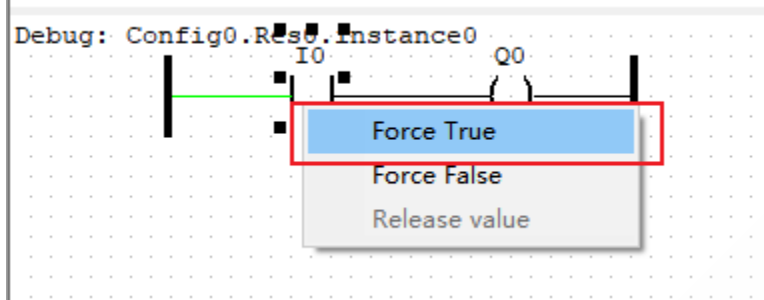 Debug: Config0.Res0.Instance0
I0
Q0
Force True
Force False
Release value